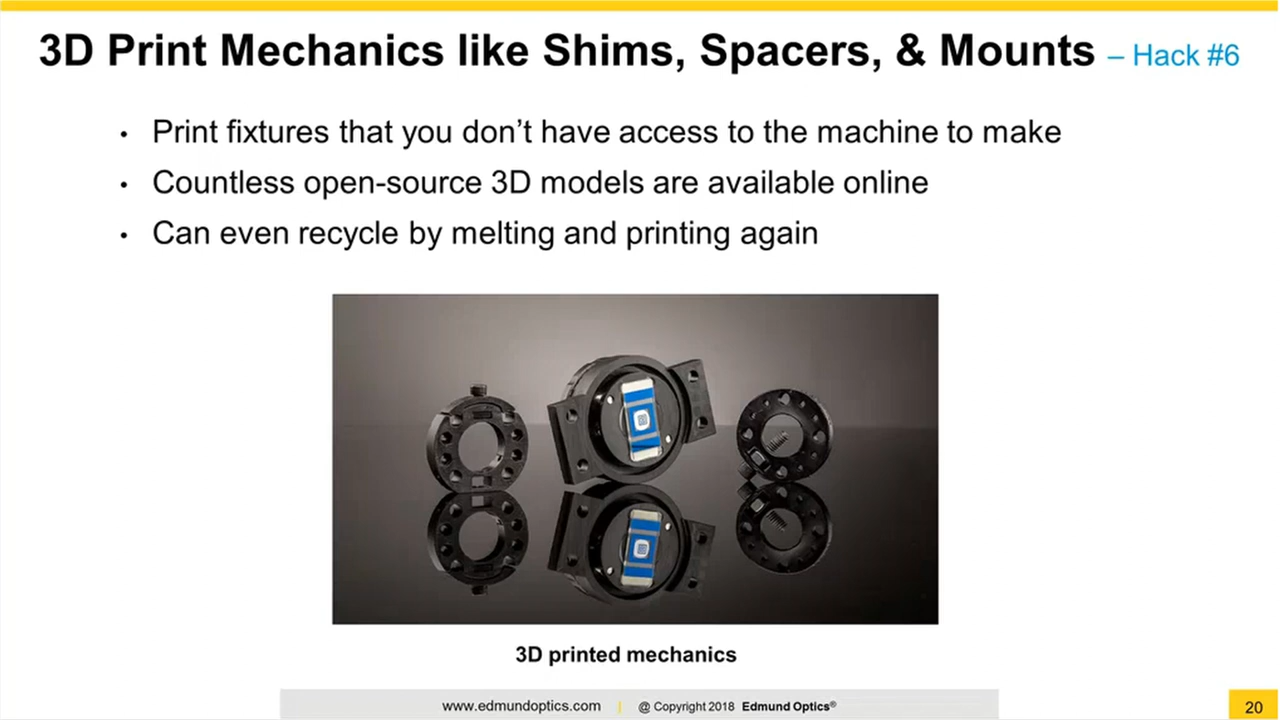 3D Print Mechanics like Shims, Spacers, & Mounts – Hack #6
• Print fixtures that you don’t have access to the machine to make
• Countless open-source 3D models are available online
• Can even recycle by melting and printing again
3D printed mechanics
www.edmundoptics.com | @ Copyright 2018 Edmund Optics®
20